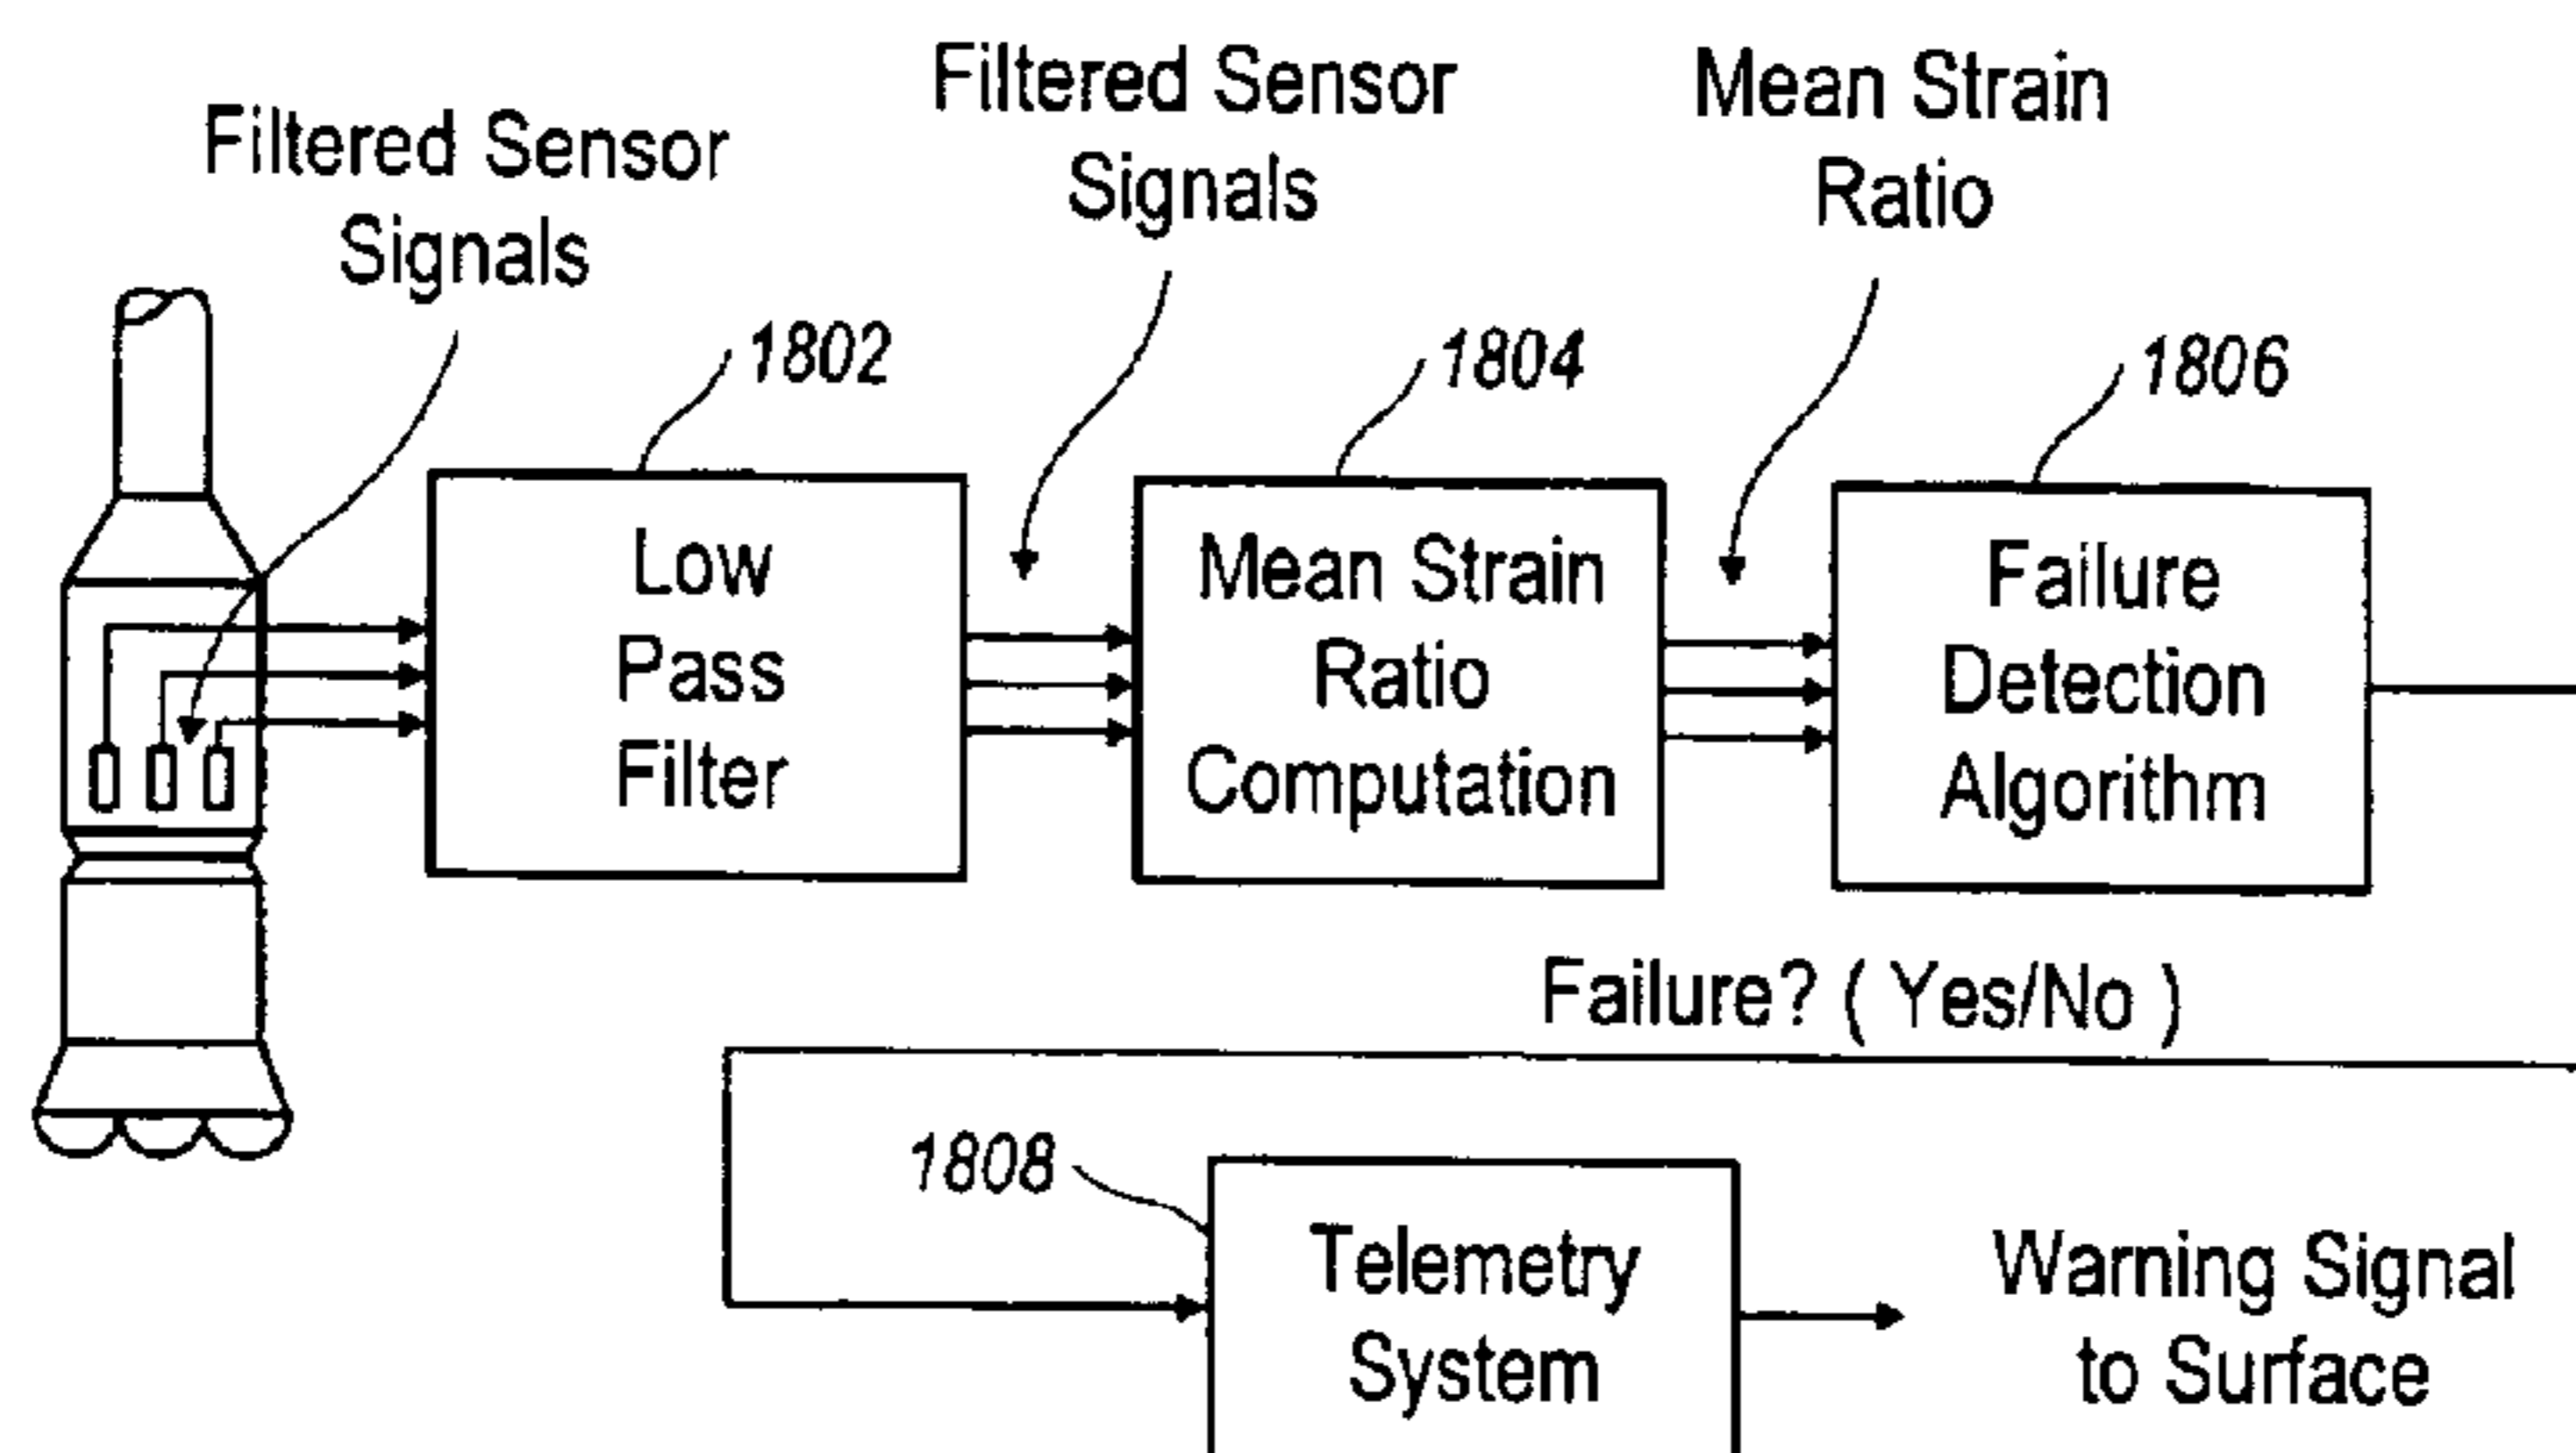 Filtered Sensor
Signals
Filtered Sensor
Signals
Mean Strain
Ratio
1802
1804
1806
Low
Pass
Filter
Mean Strain
Ratio
Computation
Failure
Detection
Algorithm
Failure? ( Yes/No )
1808
Telemetry
System
Warning Signal
to Surface